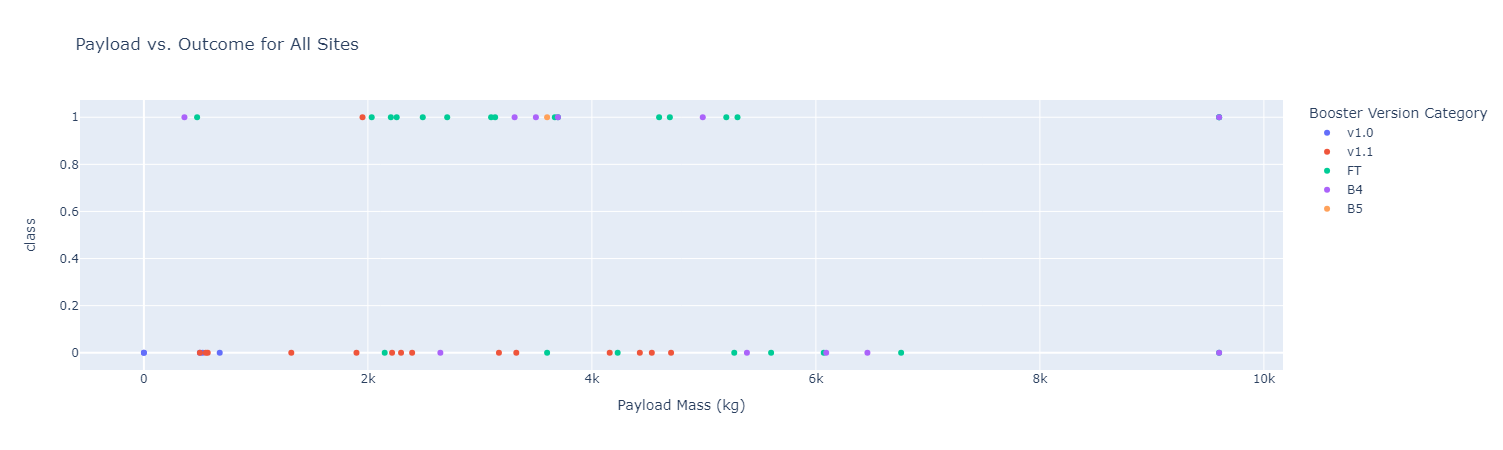 Payload vs. Outcome for All Sites
Booster Version Category
v1.0
v1.1
FT
B4
B5
1
0.8
0.6
0.4
0.2
0
class
0
2k
4k
6k
8k
10k
Payload Mass (kg)